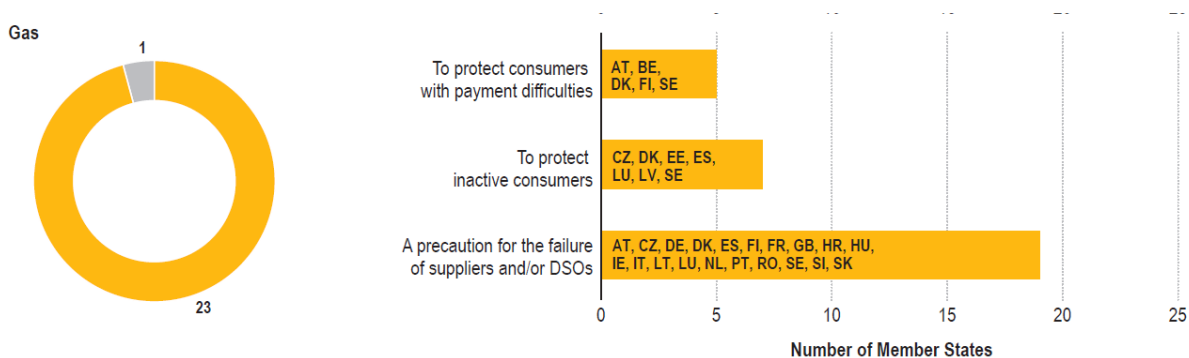 Gas
1
23
To protect consumers
with payment difficulties
AT, BE,
DK, FI, SE
To protect
inactive consumers
CZ, DK, EE, ES,
LU, LV, SE
A precaution for the failure
of suppliers and/or DSOs
AT, CZ, DE, DK, ES, FI, FR, GB, HR, HU,
IE, IT, LT, LU, NL, PT, RO, SE, SI, SK
0 5 10 15 20 25
Number of Member States